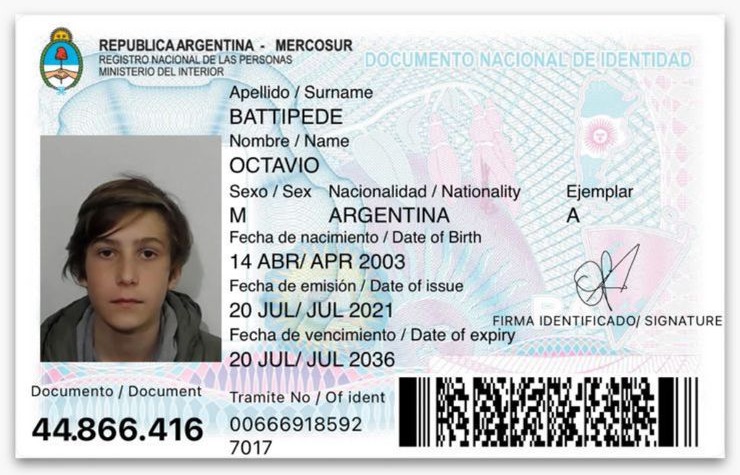 REPUBLICA ARGENTINA - MERCOSUR
REGISTRO NACIONAL DE LAS PERSONAS
MINISTERIO DEL INTERIOR
DOCUMENTO NACIONAL DE IDENTIDAD
Apellido / Surname
BATTIPEDE
Nombre / Name
OCTAVIO
Sexo / Sex Nacionalidad / Nationality Ejemplar
M ARGENTINA A
Fecha de nacimiento / Date of Birth
14 ABR/ APR 2003
Fecha de emisión / Date of issue
20 JUL/ JUL 2021
FIRMA IDENTIFICADO/ SIGNATURE
Fecha de vencimiento / Date of expiry
20 JUL/ JUL 2036
Documento / Document
44.866.416
Tramite No / Of ident
00666918592
7017